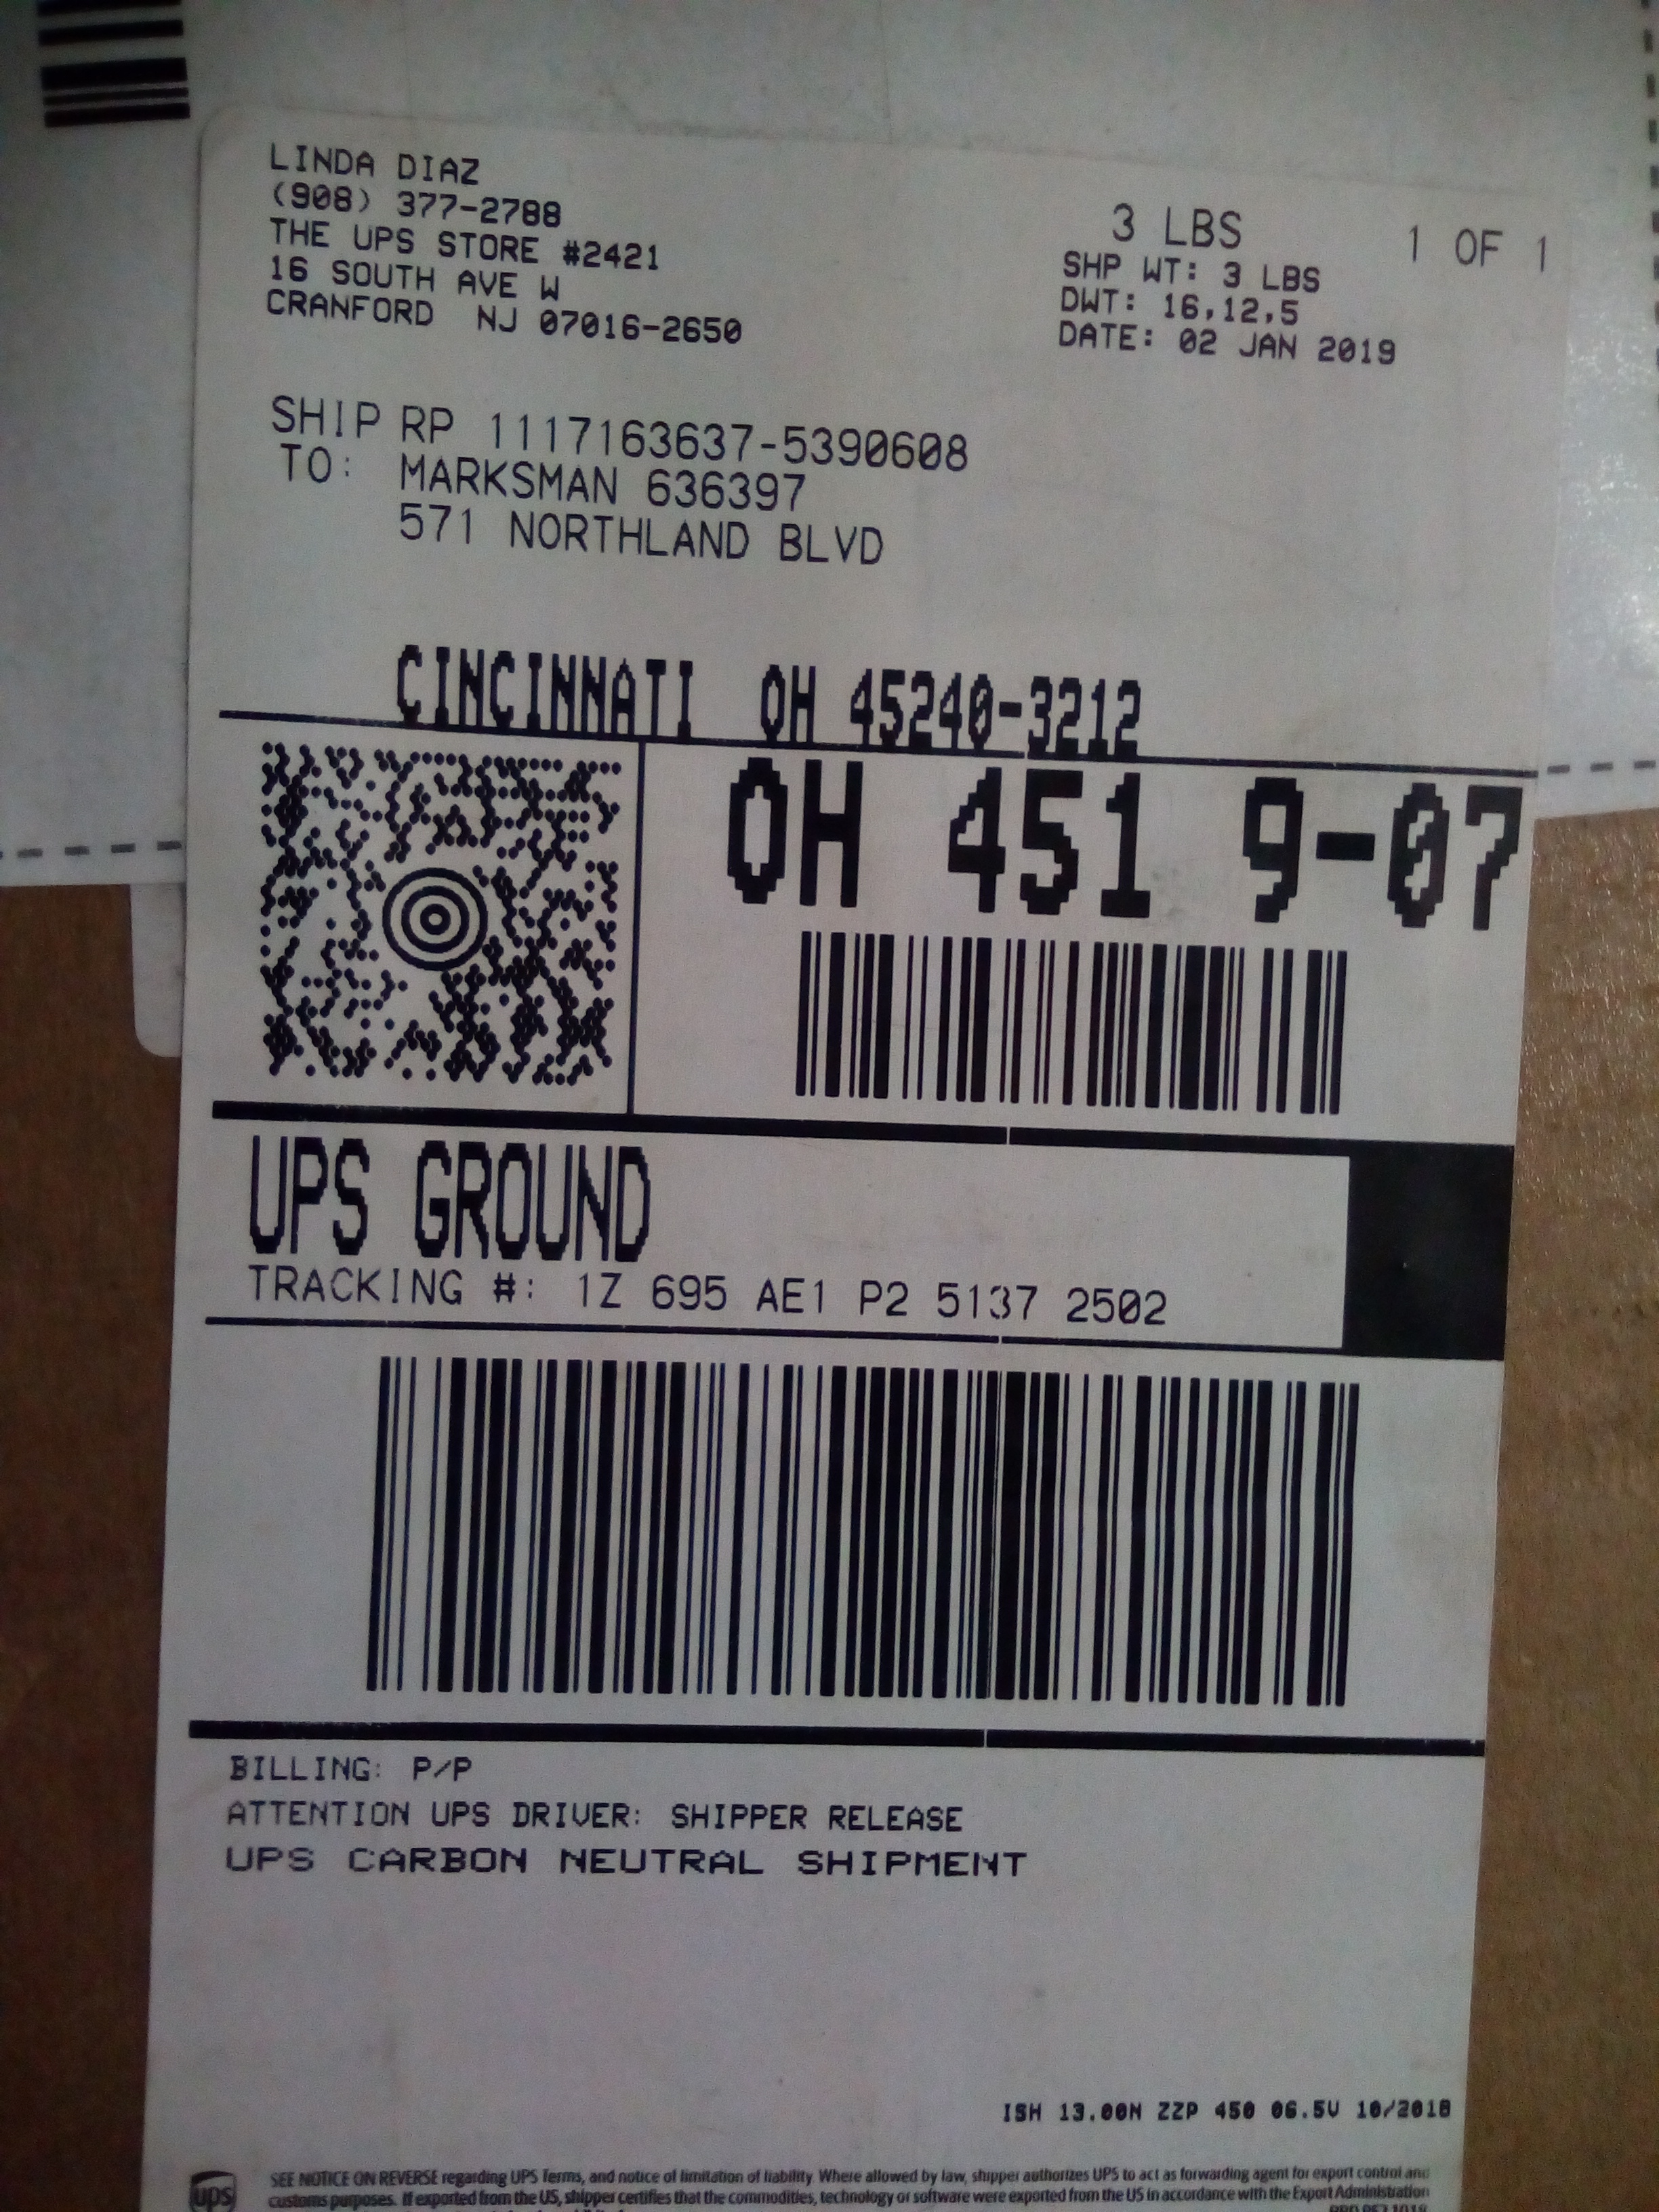 LINDA DIAZ
(908) 377-2788
THE UPS STORE #2421
16 SOUTH AVE W
CRANFORD NJ 07016-2650
3 LBS 1 OF 1
SHP WT: 3 LBS
DWT: 16,12,5
DATE: 02 JAN 2019
SHIP RP 1117163637-5390608
TO: MARKSMAN 636397
571 NORTHLAND BLVD
CINCINNATI OH 45240-3212
OH 451 9-07
UPS GROUND
TRACKING #: 1Z 695 AE1 P2 5137 2502
BILLING: P/P
ATTENTION UPS DRIVER: SHIPPER RELEASE
UPS CARBON NEUTRAL SHIPMENT
ISH 13.00N ZZP 450 06.5V 10/2018
ups
SEE NOTICE ON REVERSE regarding UPS Terms, and notice of limitation of liability. Where allowed by law, shipper authorizes UPS to act as forwarding agent for export control and
customs purposes. If exported from the US, shipper certifies that the commodities, technology or software were exported from the US in accordance with the Export Administration